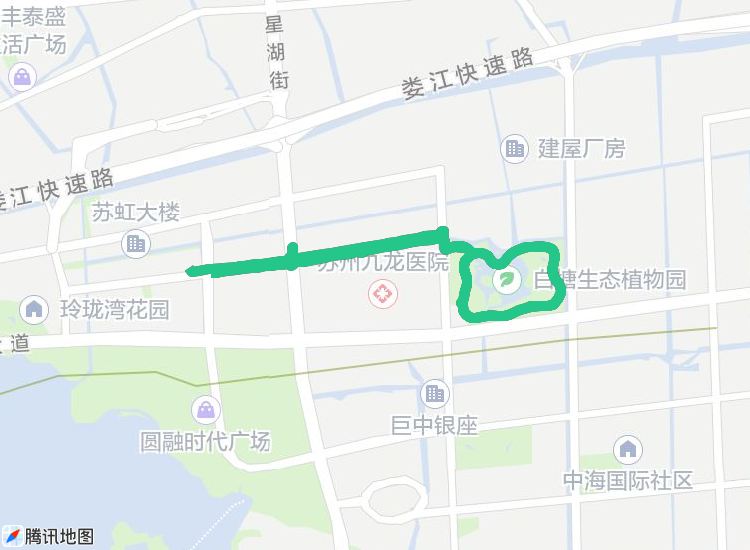 丰泰盛
活广场
星湖街
娄江快速路
建屋厂房
娄江快速路
苏虹大楼
苏州九龙医院
白塘生态植物园
玲珑湾花园
道
巨中银座
圆融时代广场
中海国际社区
腾讯地图